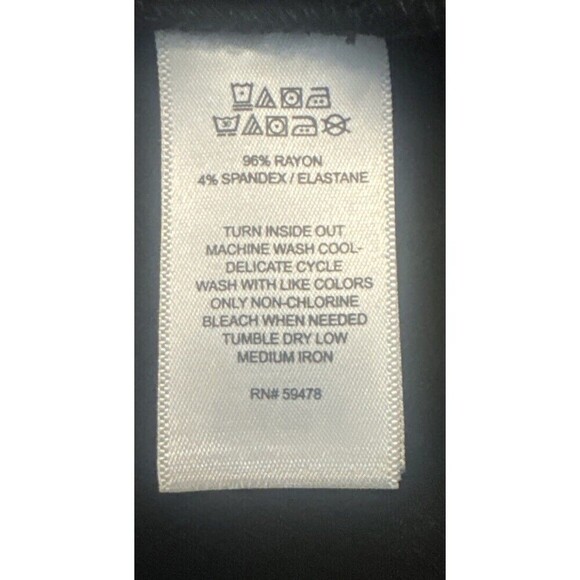 96% RAYON
4% SPANDEX / ELASTANE
TURN INSIDE OUT
MACHINE WASH COOL-
DELICATE CYCLE
WASH WITH LIKE COLORS
ONLY NON-CHLORINE
BLEACH WHEN NEEDED
TUMBLE DRY LOW
MEDIUM IRON
RN# 59478